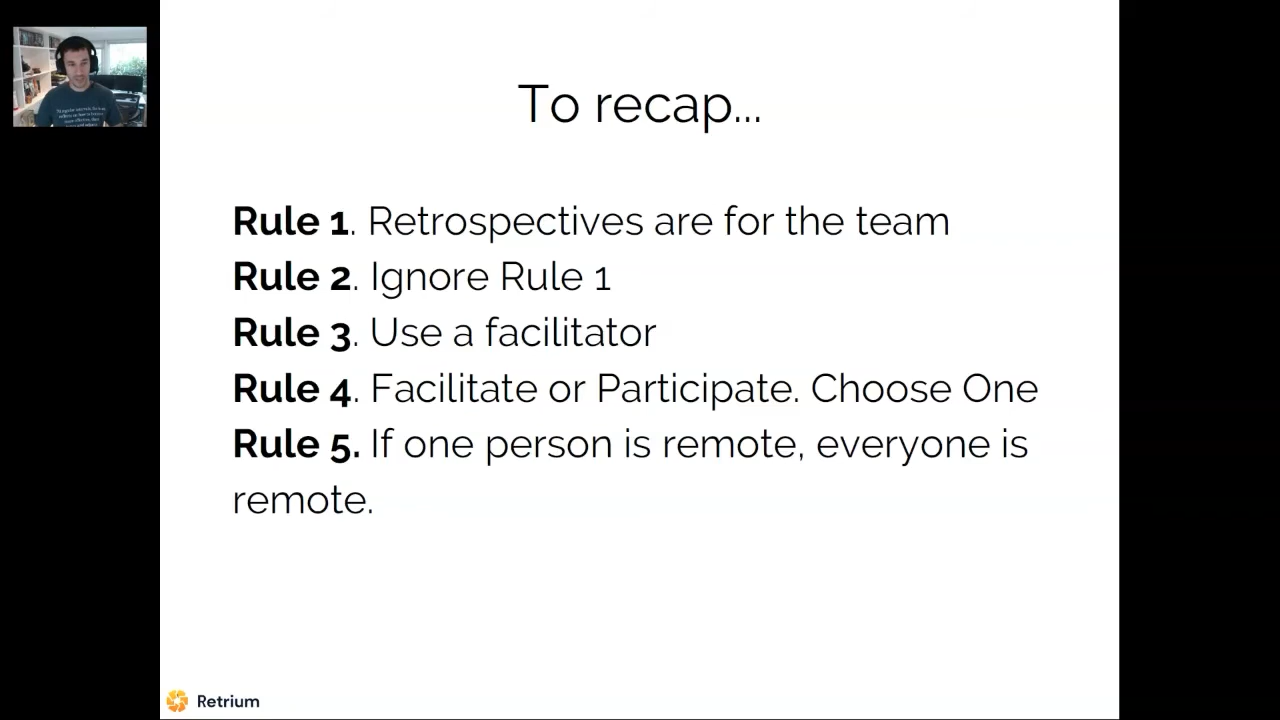 To recap...
Rule 1. Retrospectives are for the team
Rule 2. Ignore Rule 1
Rule 3. Use a facilitator
Rule 4. Facilitate or Participate. Choose One
Rule 5. If one person is remote, everyone is
remote.
Retrium